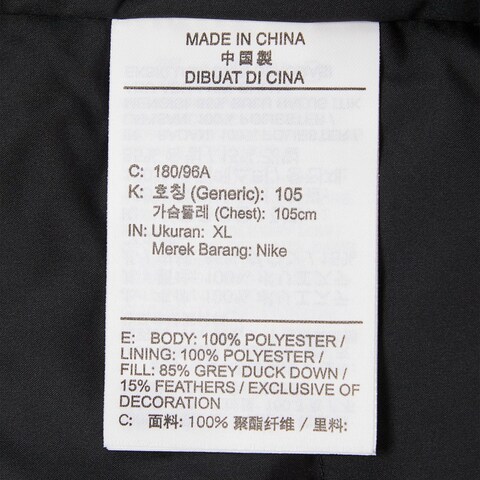 MADE IN CHINA
中国製
DIBUAT DI CINA
C: 180/96A
K: 호칭 (Generic): 105
가슴둘레 (Chest): 105cm
IN: Ukuran: XL
Merek Barang: Nike
E: BODY: 100% POLYESTER /
LINING: 100% POLYESTER /
FILL: 85% GREY DUCK DOWN /
15% FEATHERS / EXCLUSIVE OF
DECORATION
C: 面料: 100% 聚酯纤维 / 里料: